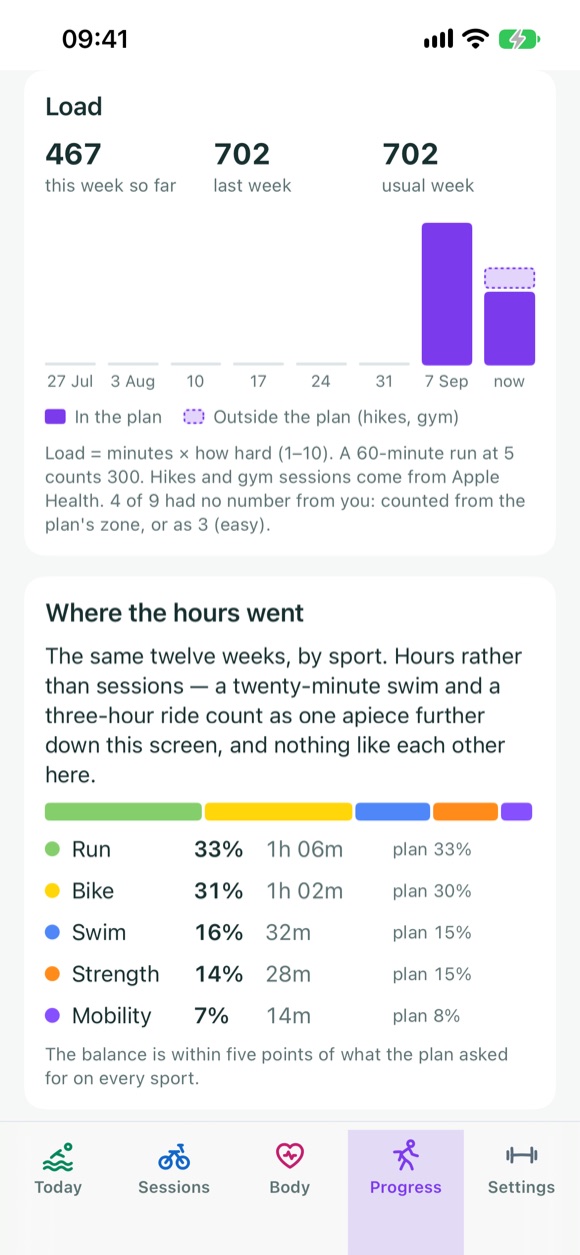 09:41
Load
467 702 702
this week so far last week usual week
27 Jul 3 Aug 10 17 24 31 7 Sep now
In the plan Outside the plan (hikes, gym)
Load = minutes × how hard (1–10). A 60-minute run at 5
counts 300. Hikes and gym sessions come from Apple
Health. 4 of 9 had no number from you: counted from the
plan's zone, or as 3 (easy).
Where the hours went
The same twelve weeks, by sport. Hours rather
than sessions — a twenty-minute swim and a
three-hour ride count as one apiece further
down this screen, and nothing like each other
here.
Run 33% 1h 06m plan 33%
Bike 31% 1h 02m plan 30%
Swim 16% 32m plan 15%
Strength 14% 28m plan 15%
Mobility 7% 14m plan 8%
The balance is within five points of what the plan asked
for on every sport.
Today Sessions Body Progress Settings